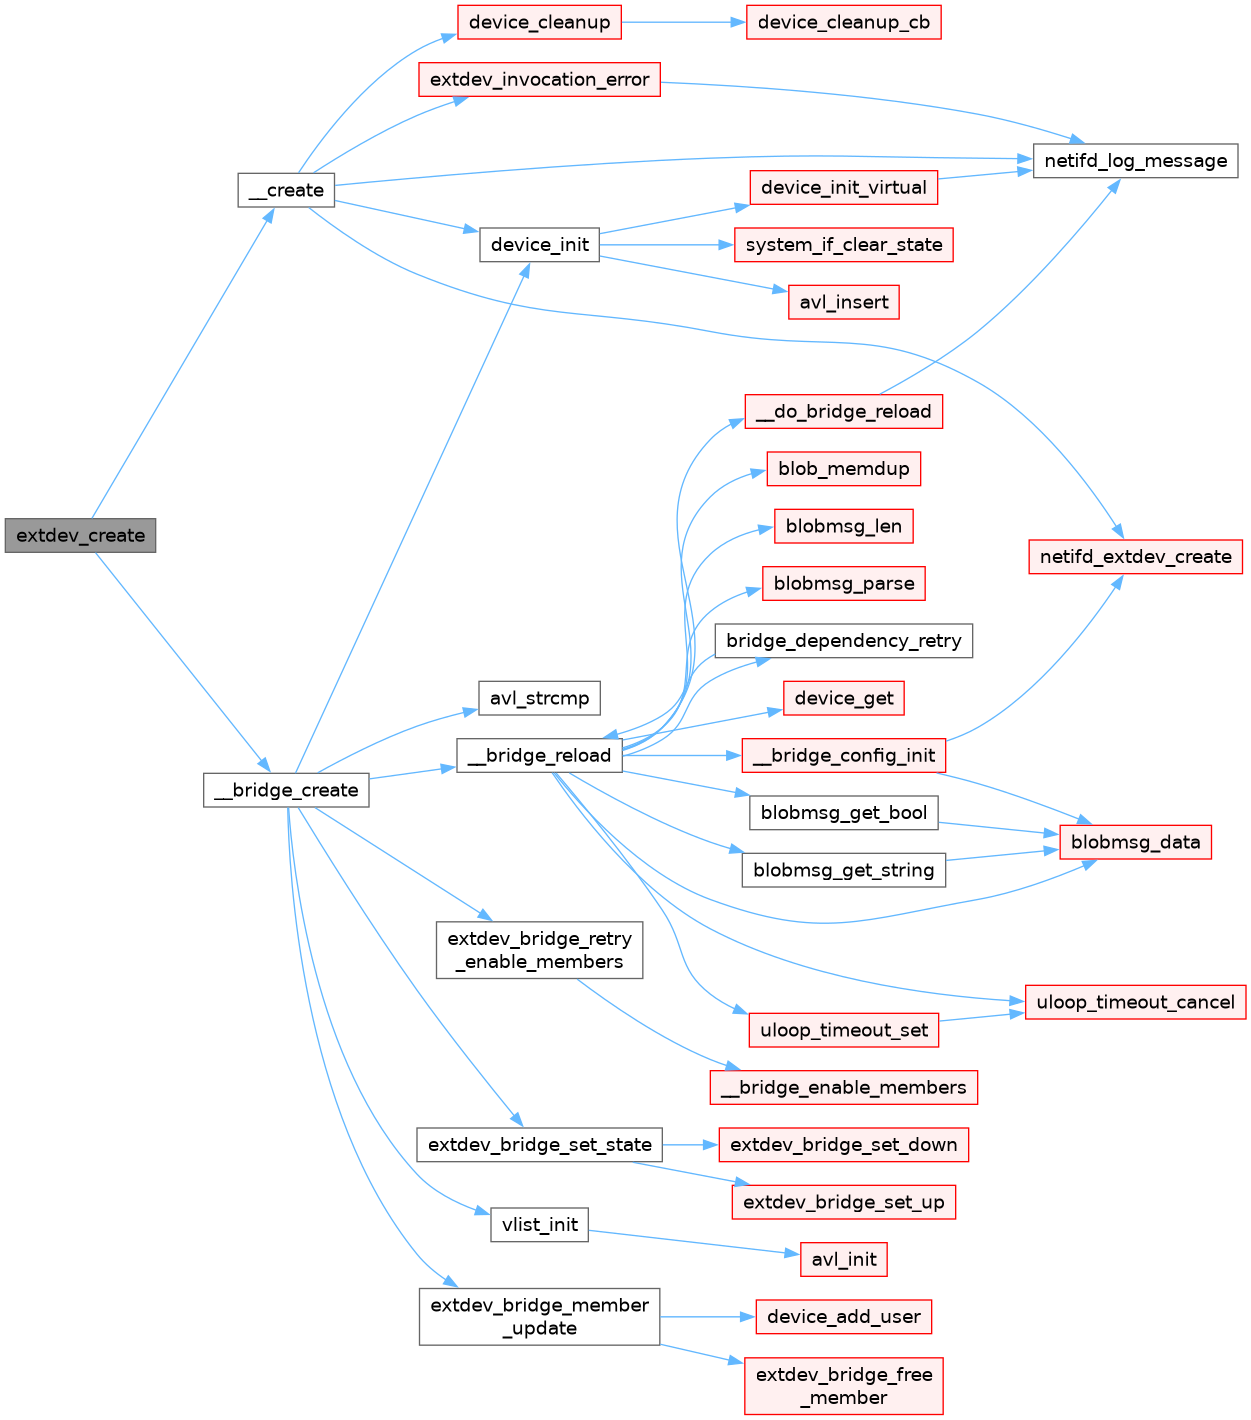 device_cleanup
device_cleanup_cb
extdev_invocation_error
netifd_log_message
__create
device_init_virtual
device_init
system_if_clear_state
avl_insert
__do_bridge_reload
blob_memdup
blobmsg_len
extdev_create
netifd_extdev_create
blobmsg_parse
bridge_dependency_retry
avl_strcmp
device_get
__bridge_reload
__bridge_config_init
__bridge_create
blobmsg_get_bool
blobmsg_data
blobmsg_get_string
extdev_bridge_retry
_enable_members
uloop_timeout_cancel
uloop_timeout_set
__bridge_enable_members
extdev_bridge_set_state
extdev_bridge_set_down
extdev_bridge_set_up
vlist_init
avl_init
extdev_bridge_member
_update
device_add_user
extdev_bridge_free
_member